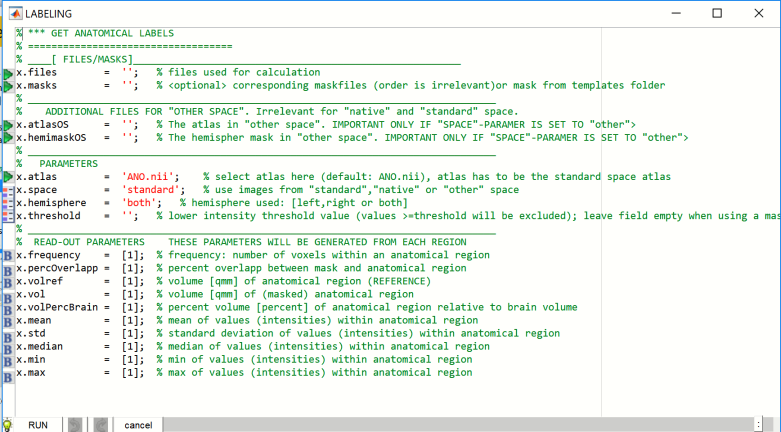 LABELING
% *** GET ANATOMICAL LABELS
% ==================================
% ____[ FILES/MASKS]______________________________________________________
x.files = ''; % files used for calculation
x.masks = ''; % <optional> corresponding maskfiles (order is irrelevant)or mask from templates folder
% ______________________________________________________________________________
% ADDITIONAL FILES FOR "OTHER SPACE". Irrelevant for "native" and "standard" space.
x.atlasOS = ''; % The atlas in "other space". IMPORTANT ONLY IF "SPACE"-PARAMER IS SET TO "other">
x.hemimaskOS = ''; % The hemispher mask in "other space". IMPORTANT ONLY IF "SPACE"-PARAMER IS SET TO "other">
% ______________________________________________________________________________
% PARAMETERS
x.atlas = 'ANO.nii'; % select atlas here (default: ANO.nii), atlas has to be the standard space atlas
x.space = 'standard'; % use images from "standard","native" or "other" space
x.hemisphere = 'both'; % hemisphere used: [left,right or both]
x.threshold = ''; % lower intensity threshold value (values >=threshold will be excluded); leave field empty when using a mas
% ______________________________________________________________________________
% READ-OUT PARAMETERS THESE PARAMETERS WILL BE GENERATED FROM EACH REGION
x.frequency = [1]; % frequency: number of voxels within an anatomical region
x.percOverlapp = [1]; % percent overlapp between mask and anatomical region
x.volref = [1]; % volume [qmm] of anatomical region (REFERENCE)
x.vol = [1]; % volume [qmm] of (masked) anatomical region
x.volPercBrain = [1]; % percent volume [percent] of anatomical region relative to brain volume
x.mean = [1]; % mean of values (intensities) within anatomical region
x.std = [1]; % standard deviation of values (intensities) within anatomical region
x.median = [1]; % median of values (intensities) within anatomical region
x.min = [1]; % min of values (intensities) within anatomical region
x.max = [1]; % max of values (intensities) within anatomical region
RUN cancel :